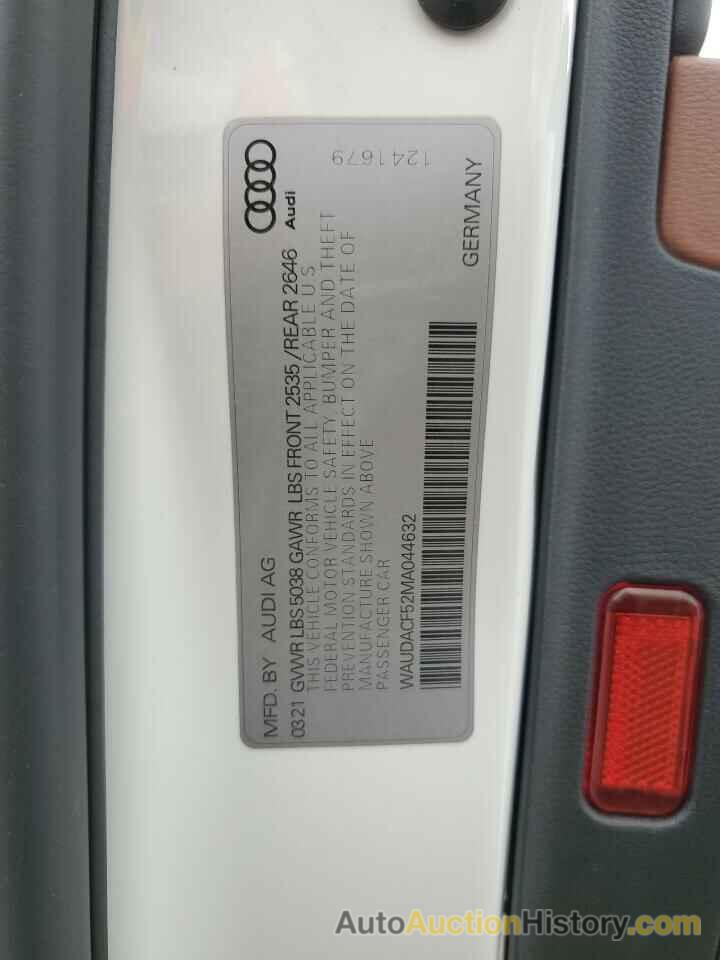 MFD. BY AUDI AG
Audi
0321 GVWR LBS 5038 GAWR LBS FRONT 2535 / REAR 2646
THIS VEHICLE CONFORMS TO ALL APPLICABLE U S
FEDERAL MOTOR VEHICLE SAFETY, BUMPER AND THEFT
PREVENTION STANDARDS IN EFFECT ON THE DATE OF
MANUFACTURE SHOWN ABOVE
PASSENGER CAR
1241679
WAUDACF52MA044632
GERMANY
AutoAuctionHistory.com